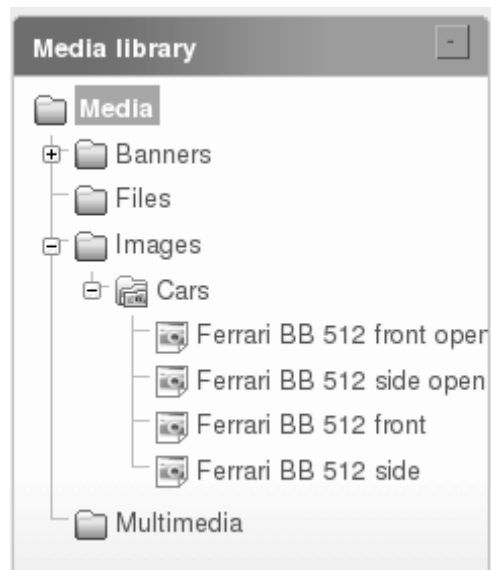 Media library
Media
Banners
Files
Images
Cars
Ferrari BB 512 front oper
Ferrari BB 512 side open
Ferrari BB 512 front
Ferrari BB 512 side
Multimedia